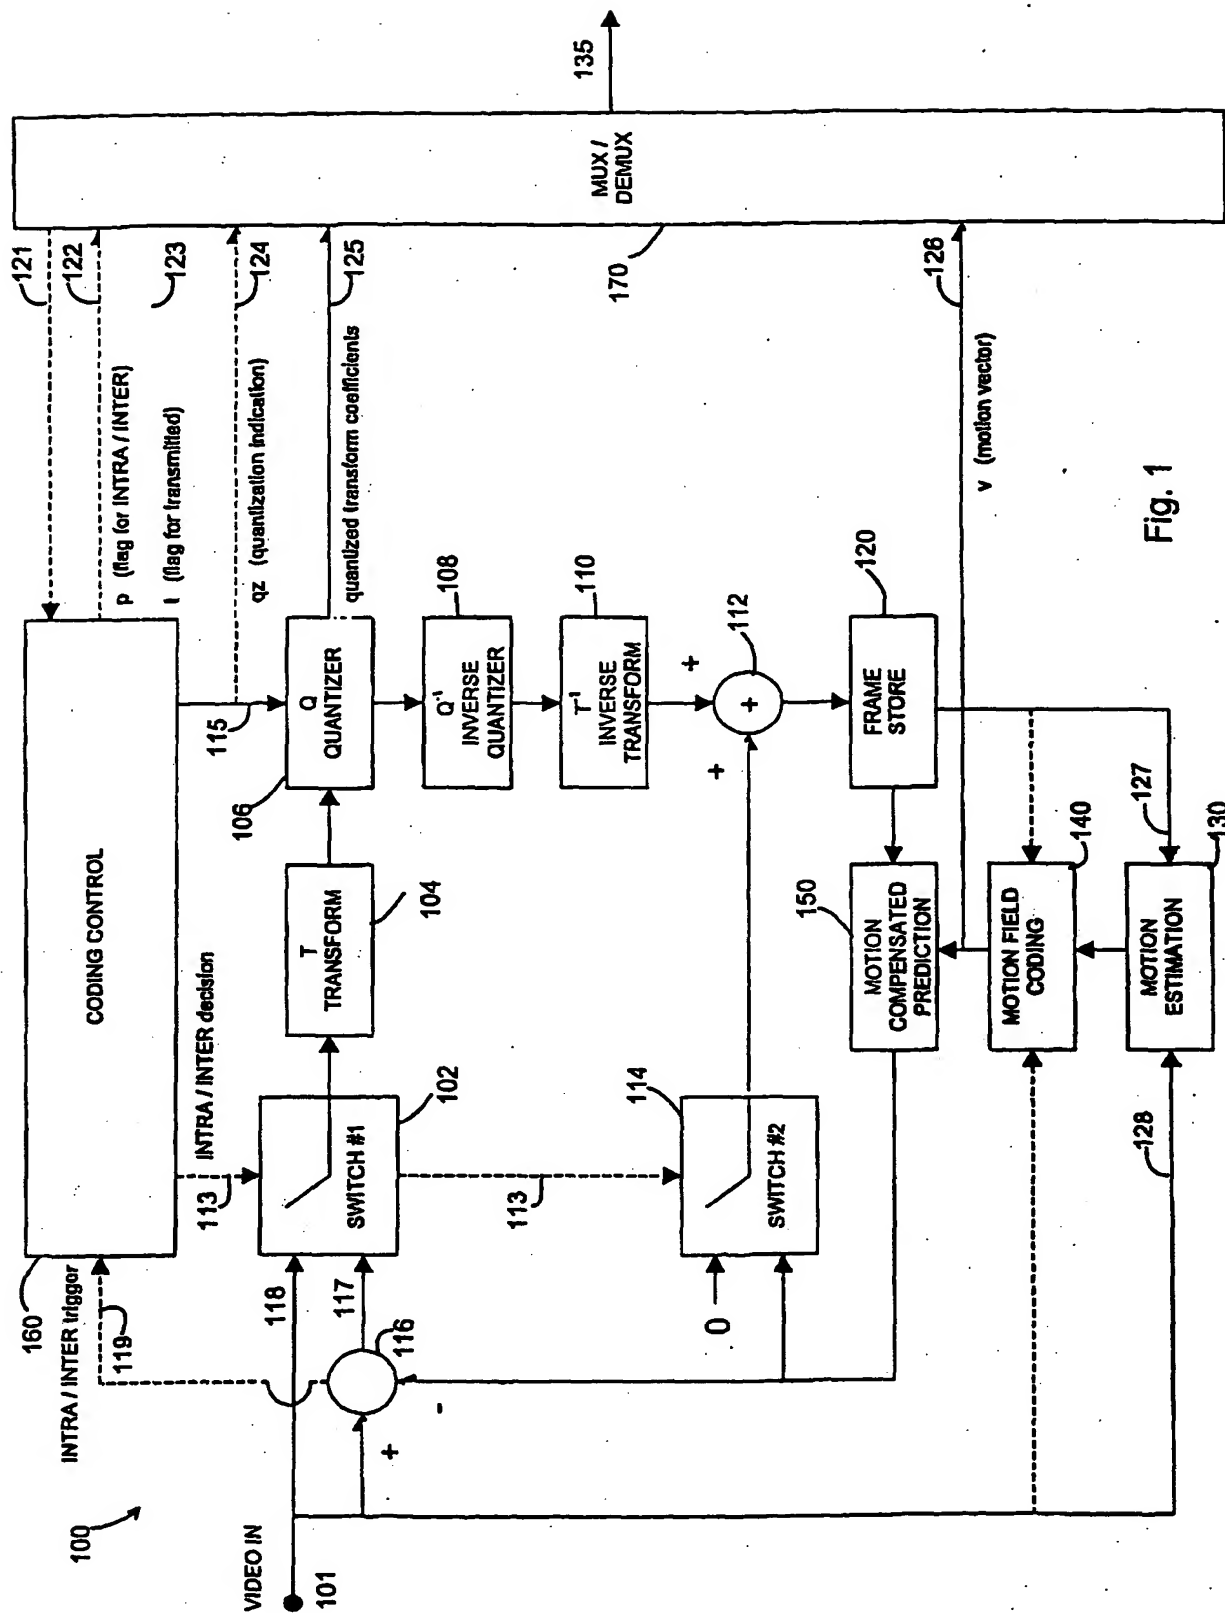 100
VIDEO IN
101
INTRA / INTER trigger
119
160
CODING CONTROL
121
122
p (flag for INTRA / INTER)
123
t (flag for transmitted)
124
qz (quantization indication)
125
quantized transform coefficients
113
INTRA / INTER decision
115
118
117
116
+
-
SWITCH #1
102
T
TRANSFORM
104
106
Q
QUANTIZER
Q-1
INVERSE
QUANTIZER
108
T-1
INVERSE
TRANSFORM
110
113
0
114
SWITCH #2
+
+
+
112
FRAME
STORE
120
150
MOTION
COMPENSATED
PREDICTION
MOTION FIELD
CODING
140
MOTION
ESTIMATION
130
127
128
v (motion vector)
126
170
MUX /
DEMUX
135
Fig. 1